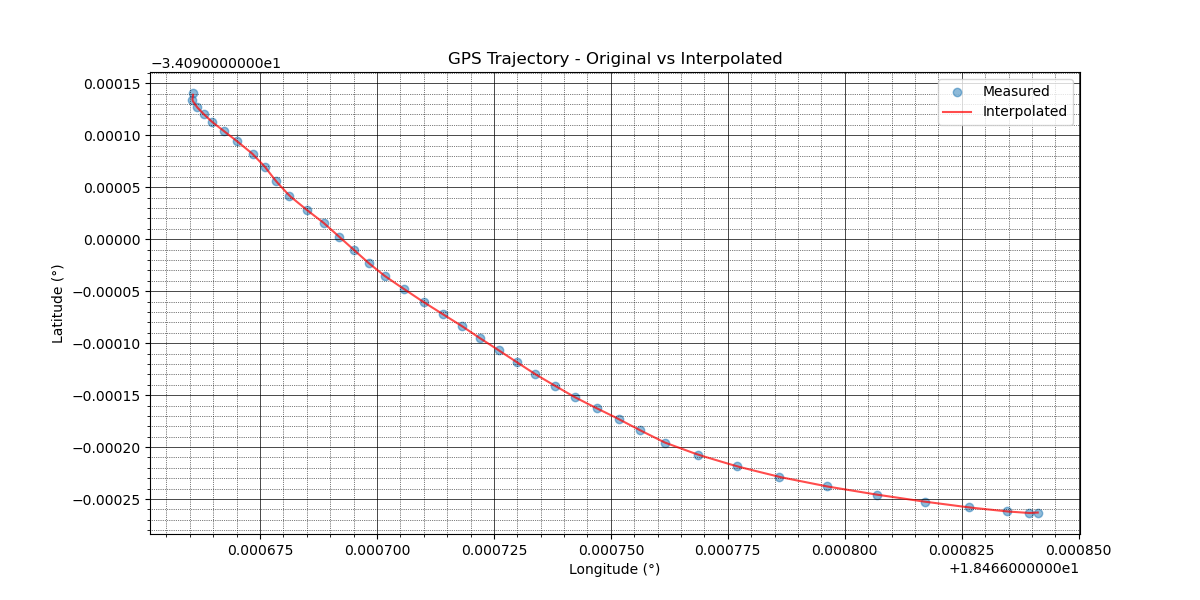 GPS Trajectory - Original vs Interpolated
−3.4090000000e1
Measured
Interpolated
0.00015
0.00010
0.00005
0.00000
−0.00005
−0.00010
−0.00015
−0.00020
−0.00025
Latitude (°)
0.000675
0.000700
0.000725
0.000750
0.000775
0.000800
0.000825
0.000850
Longitude (°)
+1.8466000000e1